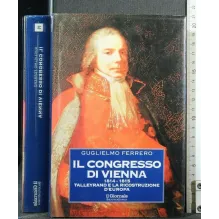 IL CONGRESSO DI VIENNA
GUGLIELMO FERRERO
IL CONGRESSO
DI VIENNA
1814 - 1815
TALLEYRAND E LA RICOSTRUZIONE
D'EUROPA
il Giornale